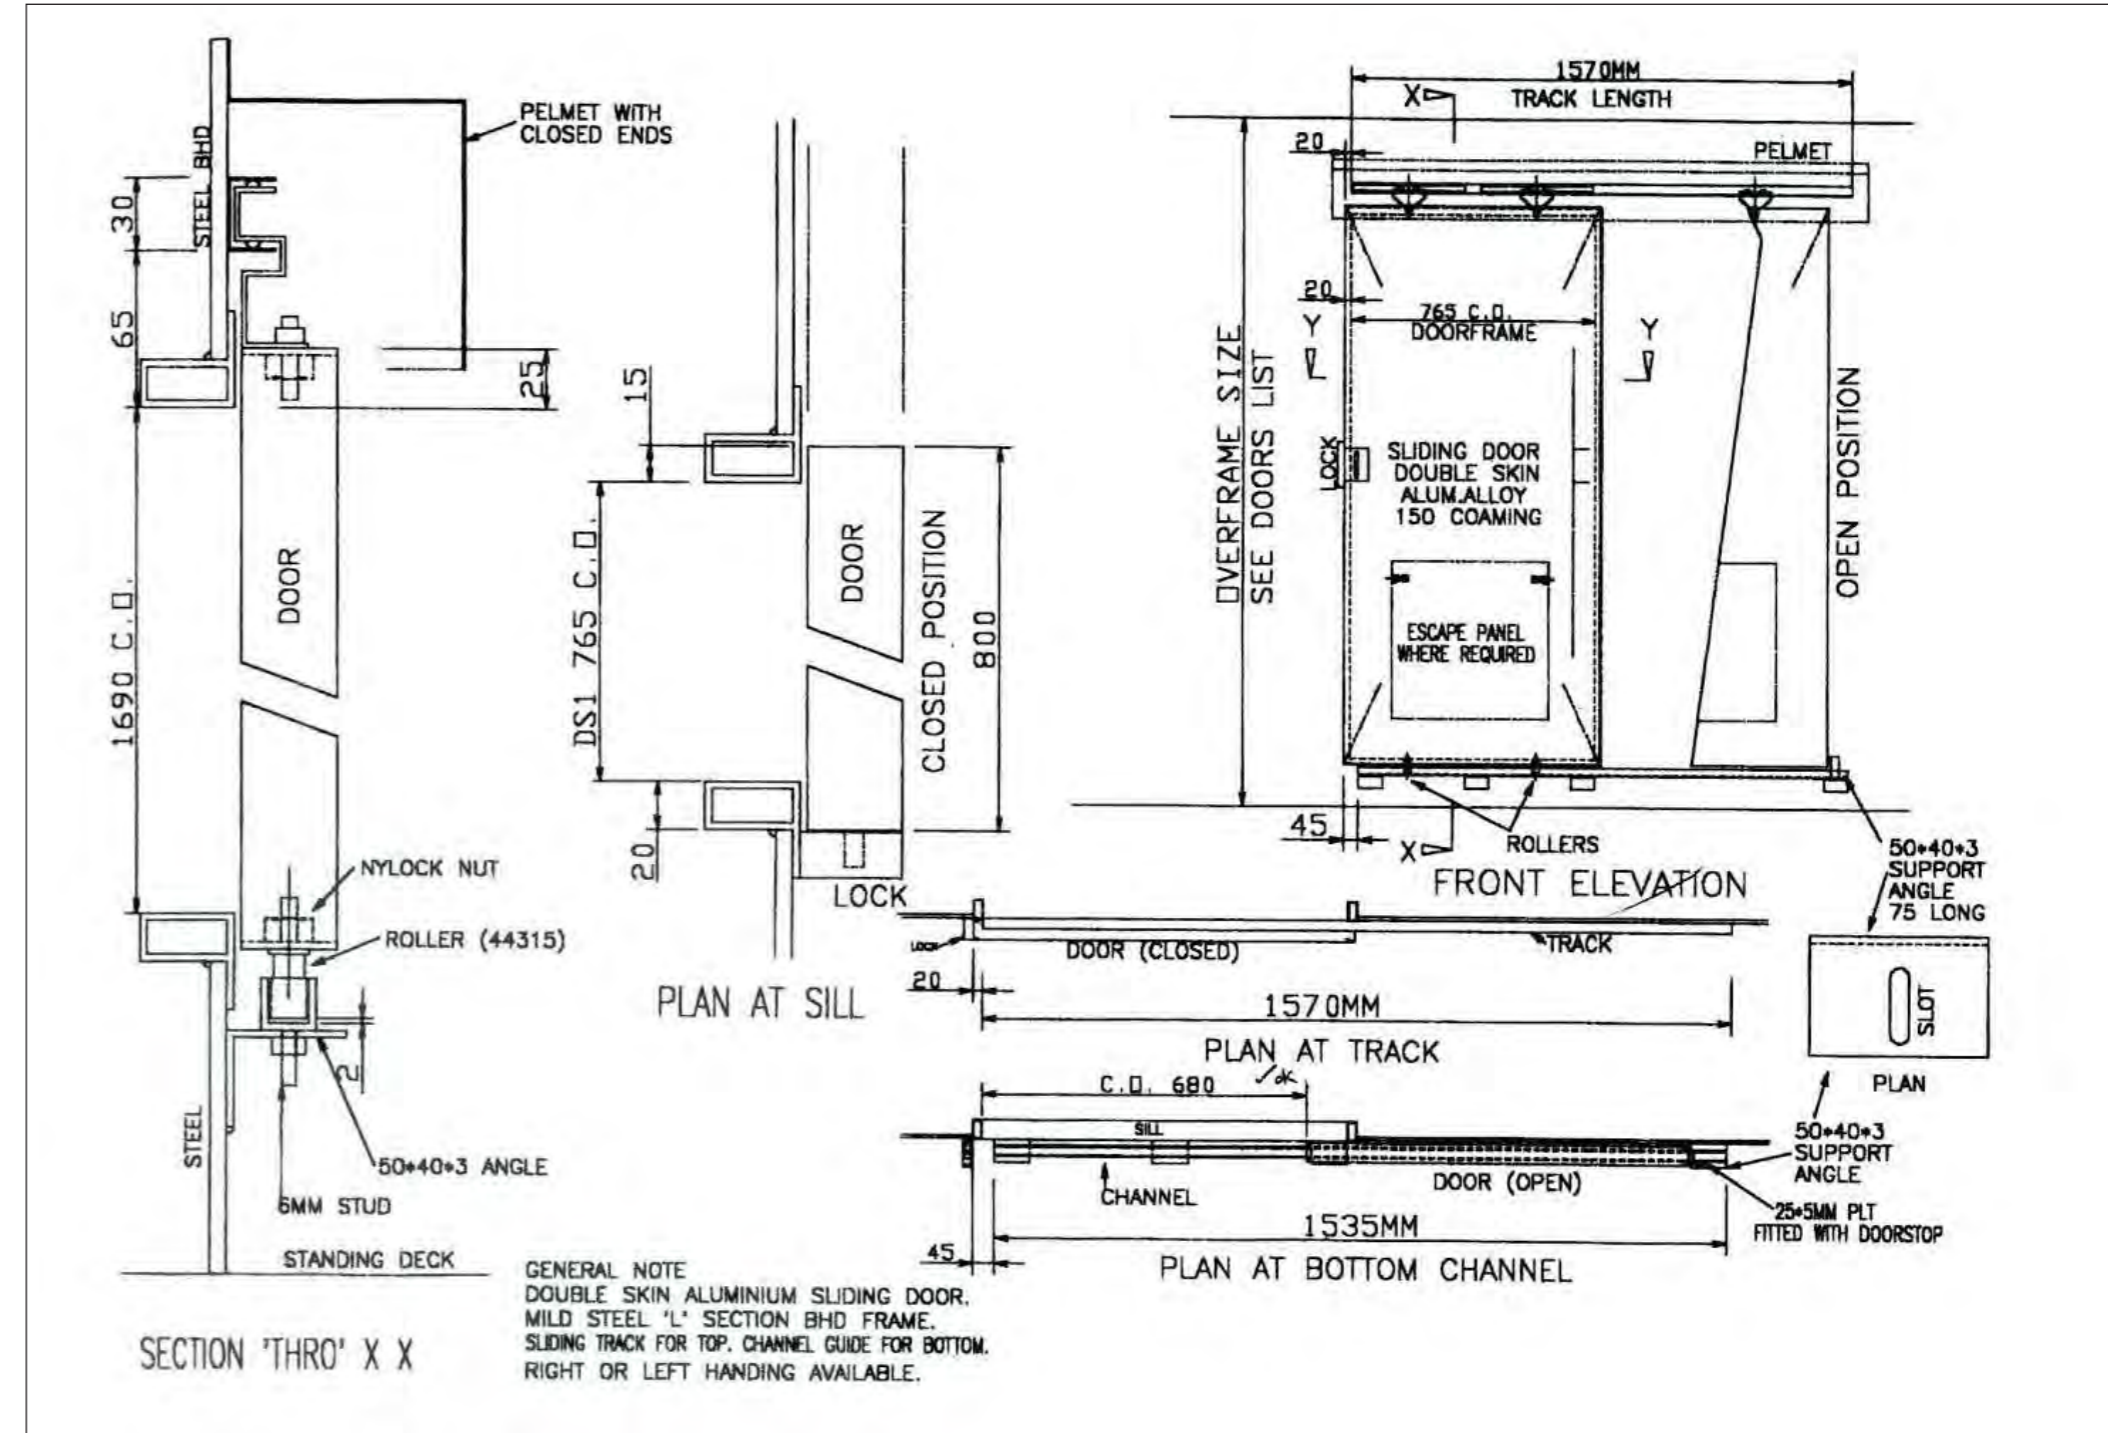 PELMET WITH
CLOSED ENDS
STEEL BHD
30
65
25
1690 C.O.
DOOR
NYLOCK NUT
ROLLER (44315)
2
STEEL
50*40*3 ANGLE
6MM STUD
STANDING DECK
SECTION 'THRO' X X
15
DS1 765 C.O.
DOOR
CLOSED POSITION
800
20
LOCK
PLAN AT SILL
GENERAL NOTE
DOUBLE SKIN ALUMINIUM SLIDING DOOR.
MILD STEEL 'L' SECTION BHD FRAME.
SLIDING TRACK FOR TOP. CHANNEL GUIDE FOR BOTTOM.
RIGHT OR LEFT HANDING AVAILABLE.
1570MM
TRACK LENGTH
X
20
PELMET
20
765 C.O.
DOORFRAME
Y
Y
OVERFRAME SIZE
SEE DOORS LIST
LOCK
SLIDING DOOR
DOUBLE SKIN
ALUM.ALLOY
150 COAMING
OPEN POSITION
ESCAPE PANEL
WHERE REQUIRED
45
X
ROLLERS
FRONT ELEVATION
50*40*3
SUPPORT
ANGLE
75 LONG
LOCK
DOOR (CLOSED)
TRACK
20
1570MM
PLAN AT TRACK
SLOT
PLAN
C.O. 680
ok
SILL
50*40*3
SUPPORT
ANGLE
CHANNEL
DOOR (OPEN)
25*5MM PLT
FITTED WITH DOORSTOP
1535MM
45
PLAN AT BOTTOM CHANNEL